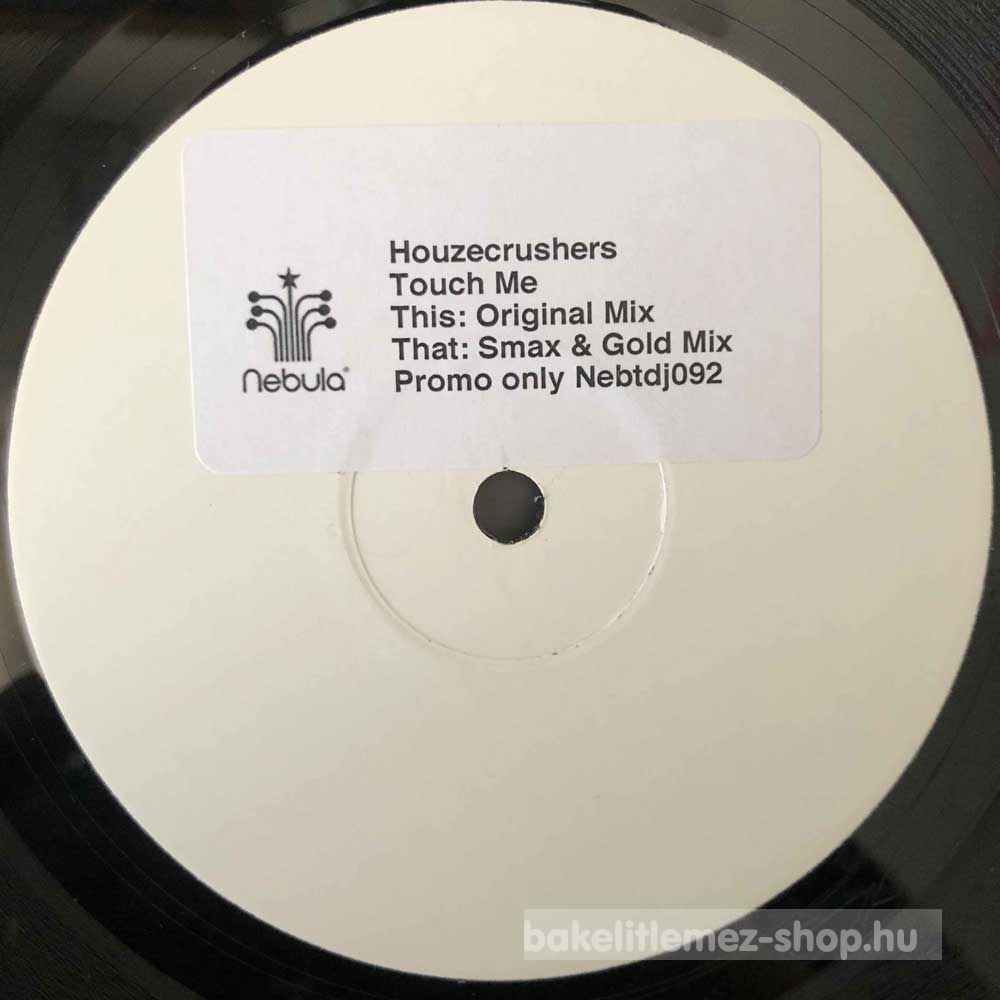 Houzecrushers
Touch Me
This: Original Mix
That: Smax & Gold Mix
Promo only Nebtdj092
nebula®
bakelitlemez-shop.hu